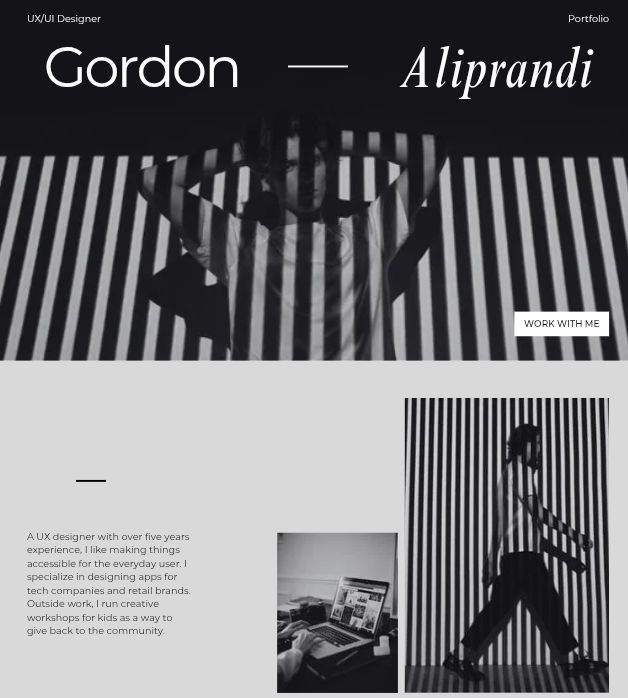 UX/UI Designer
Portfolio
Gordon — Aliprandi
WORK WITH ME
A UX designer with over five years
experience, I like making things
accessible for the everyday user. I
specialize in designing apps for
tech companies and retail brands.
Outside work, I run creative
workshops for kids as a way to
give back to the community.